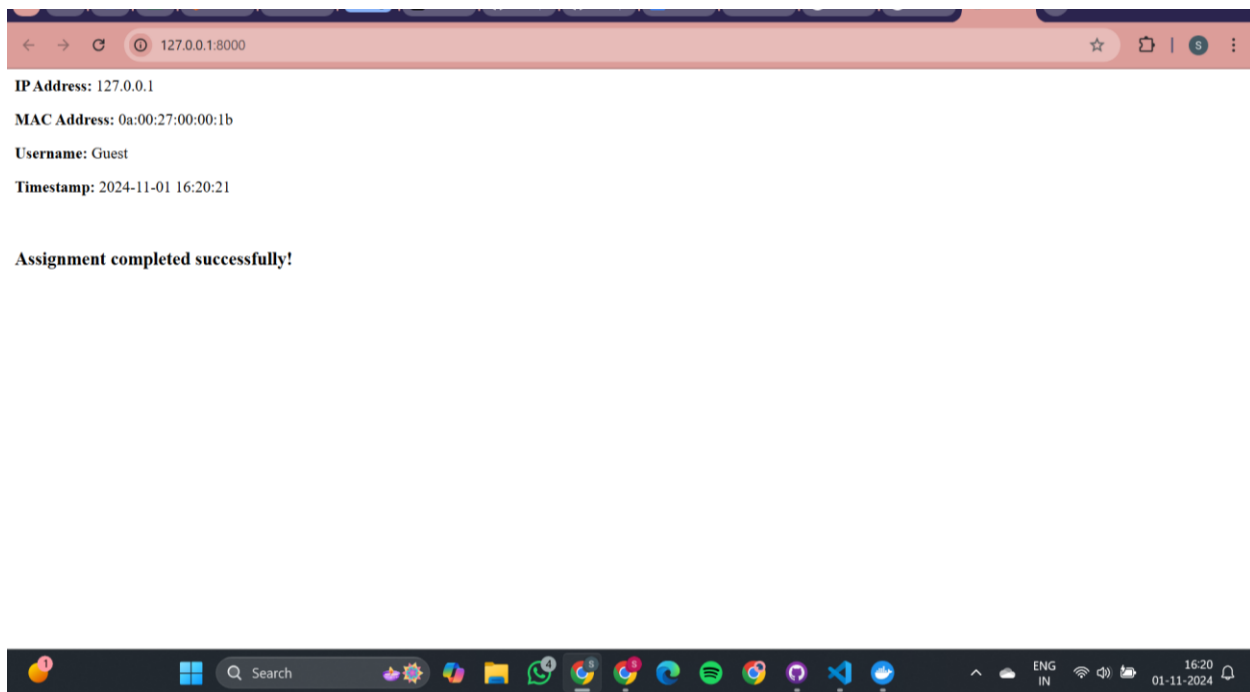 127.0.0.1:8000
S
IP Address: 127.0.0.1
MAC Address: 0a:00:27:00:00:1b
Username: Guest
Timestamp: 2024-11-01 16:20:21
Assignment completed successfully!
1
Search
4
S
S
ENG
IN
16:20
01-11-2024